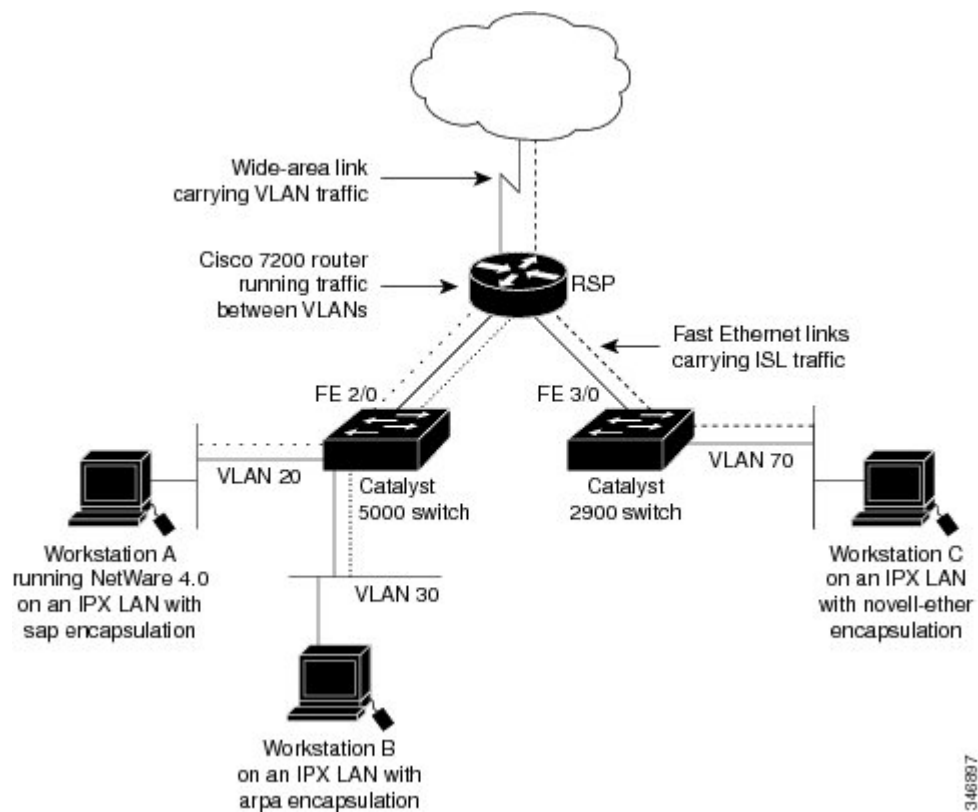 Wide-area link
carrying VLAN traffic
Cisco 7200 router
running traffic
between VLANs
RSP
Fast Ethernet links
carrying ISL traffic
FE 2/0
FE 3/0
VLAN 20
Catalyst
5000 switch
Catalyst
2900 switch
VLAN 70
Workstation A
running NetWare 4.0
on an IPX LAN with
sap encapsulation
VLAN 30
Workstation C
on an IPX LAN
with novell-ether
encapsulation
Workstation B
on an IPX LAN with
arpa encapsulation
346897